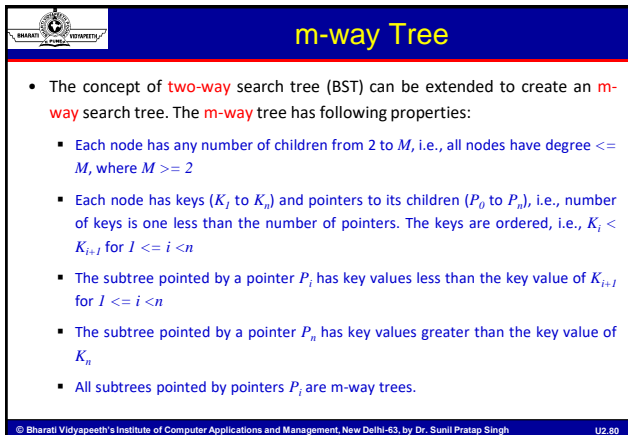 BHARATI VIDYAPEETH
PUNE
m-way Tree
• The concept of two-way search tree (BST) can be extended to create an m-
way search tree. The m-way tree has following properties:
▪ Each node has any number of children from 2 to M, i.e., all nodes have degree <=
M, where M >= 2
▪ Each node has keys (K1 to Kn) and pointers to its children (P0 to Pn), i.e., number
of keys is one less than the number of pointers. The keys are ordered, i.e., Ki <
Ki+1 for 1 <= i <n
▪ The subtree pointed by a pointer Pi has key values less than the key value of Ki+1
for 1 <= i <n
▪ The subtree pointed by a pointer Pn has key values greater than the key value of
Kn
▪ All subtrees pointed by pointers Pi are m-way trees.
© Bharati Vidyapeeth's Institute of Computer Applications and Management, New Delhi-63, by Dr. Sunil Pratap Singh U2.80